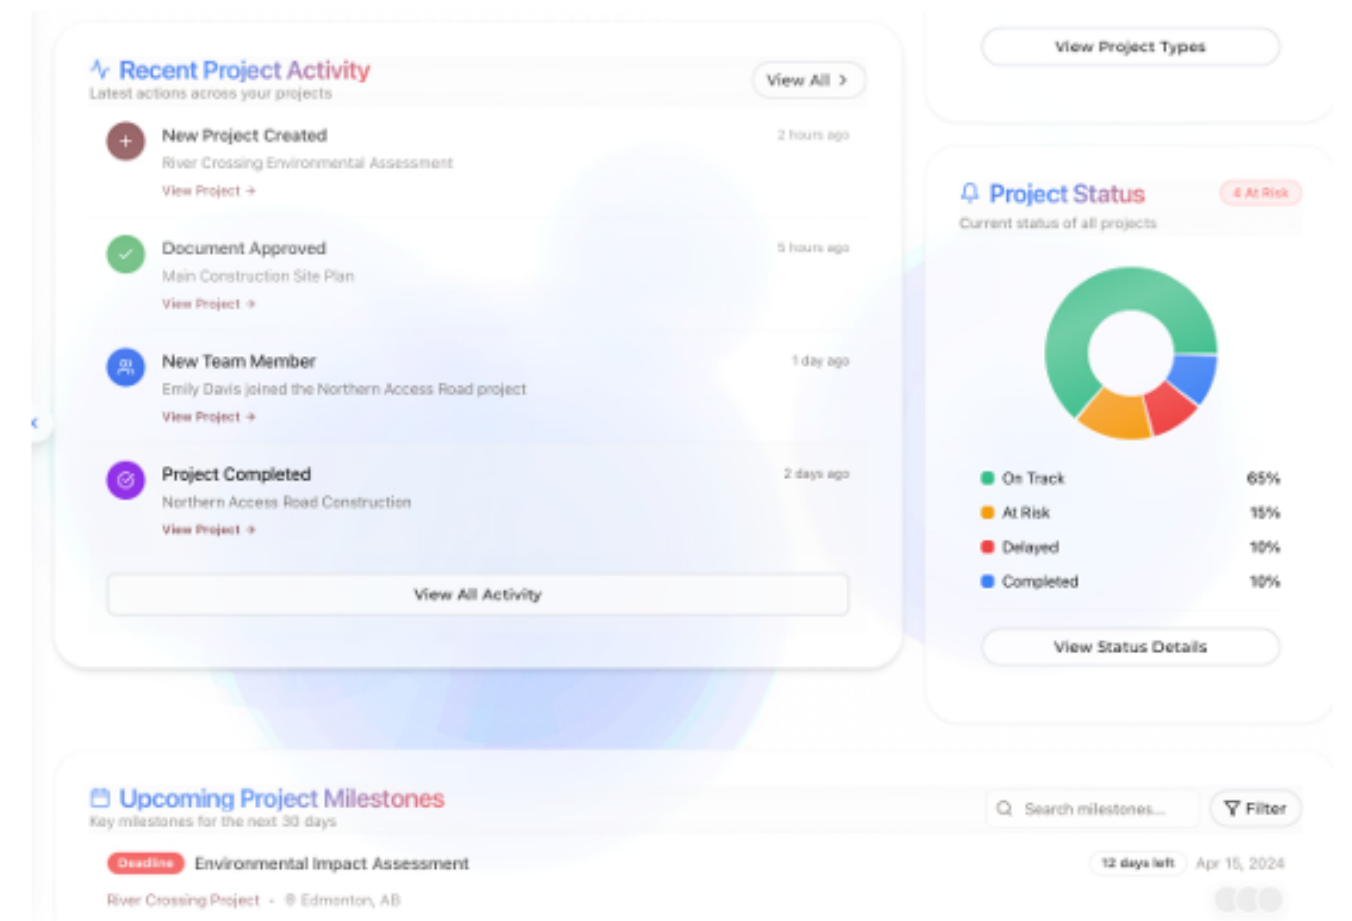 View Project Types
Recent Project Activity
Latest actions across your projects
View All >
New Project Created
2 hours ago
River Crossing Environmental Assessment
View Project →
Document Approved
5 hours ago
Main Construction Site Plan
View Project →
New Team Member
1 day ago
Emily Davis joined the Northern Access Road project
View Project →
Project Completed
2 days ago
Northern Access Road Construction
View Project →
View All Activity
Project Status
4 At Risk
Current status of all projects
On Track 65%
At Risk 15%
Delayed 10%
Completed 10%
View Status Details
Upcoming Project Milestones
Key milestones for the next 30 days
Search milestones...
Filter
Deadline Environmental Impact Assessment
12 days left Apr 15, 2024
River Crossing Project • Edmonton, AB